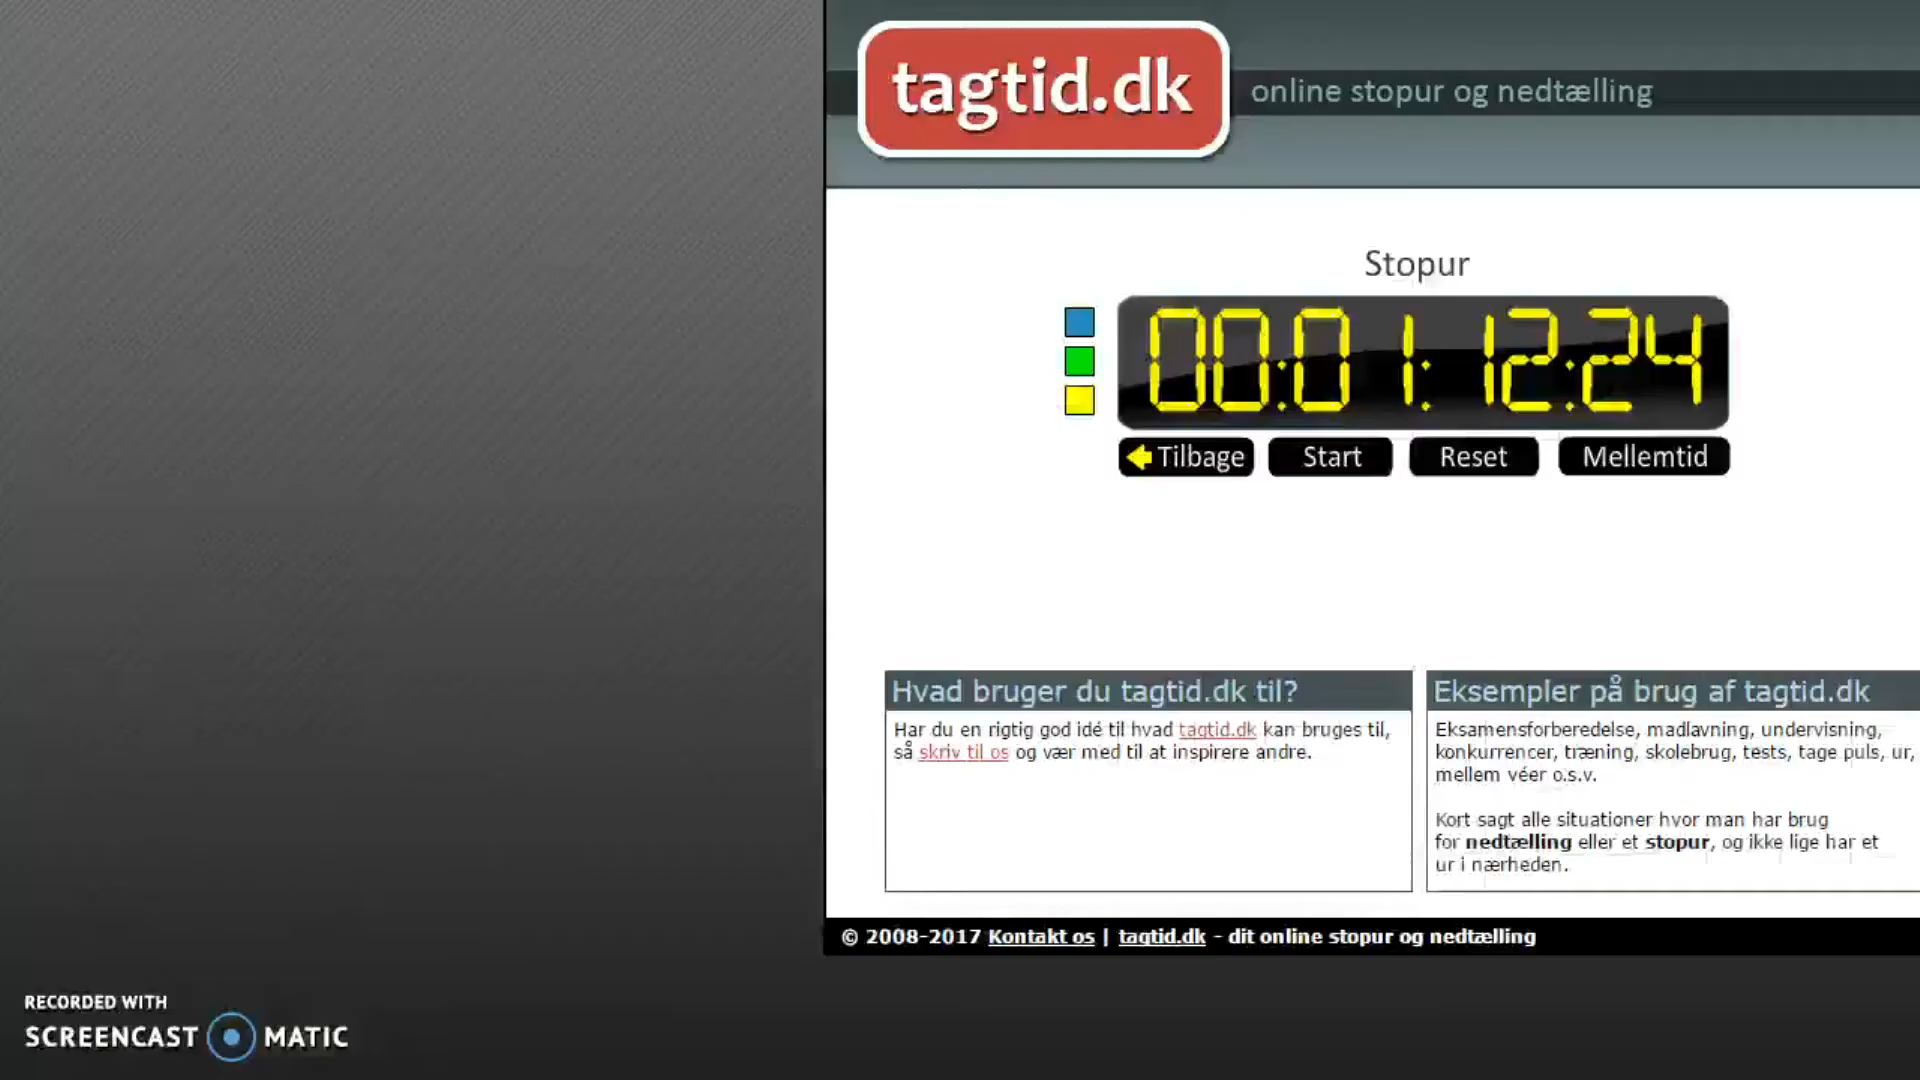 tagtid.dk
online stopur og nedtælling
Stopur
00:01:12:24
Tilbage
Start
Reset
Mellemtid
Hvad bruger du tagtid.dk til?
Har du en rigtig god idé til hvad tagtid.dk kan bruges til,
så skriv til os og vær med til at inspirere andre.
Eksempler på brug af tagtid.dk
Eksamensforberedelse, madlavning, undervisning,
konkurrencer, træning, skolebrug, tests, tage puls, ur,
mellem véer o.s.v.
Kort sagt alle situationer hvor man har brug
for nedtælling eller et stopur, og ikke lige har et
ur i nærheden.
© 2008-2017 Kontakt os | tagtid.dk - dit online stopur og nedtælling
RECORDED WITH
SCREENCAST MATIC